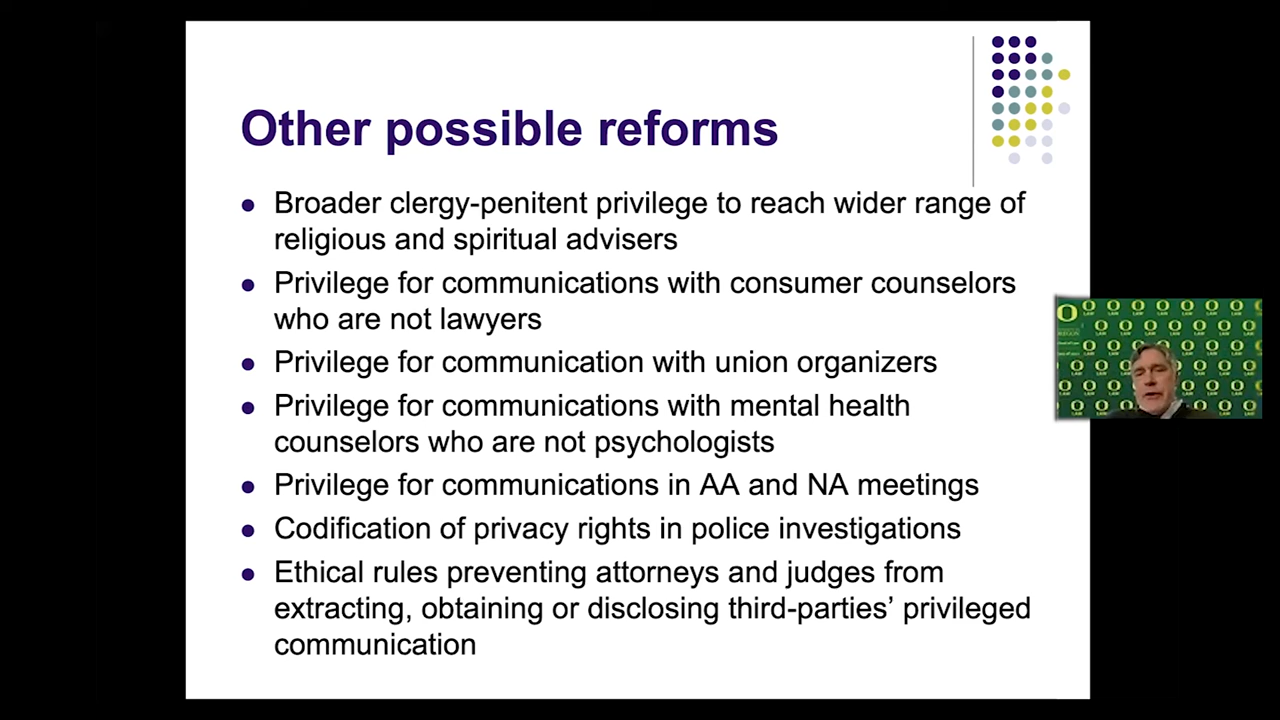 Other possible reforms
Broader clergy-penitent privilege to reach wider range of
religious and spiritual advisers
Privilege for communications with consumer counselors
who are not lawyers
Privilege for communication with union organizers
Privilege for communications with mental health
counselors who are not psychologists
Privilege for communications in AA and NA meetings
Codification of privacy rights in police investigations
Ethical rules preventing attorneys and judges from
extracting, obtaining or disclosing third-parties’ privileged
communication